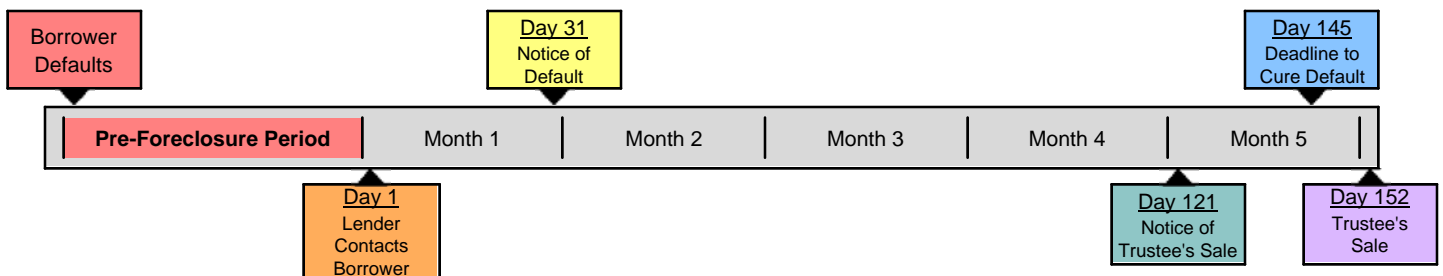 Borrower
Defaults
Day 31
Notice of
Default
Day 145
Deadline to
Cure Default
Pre-Foreclosure Period
Month 1
Month 2
Month 3
Month 4
Month 5
Day 1
Lender
Contacts
Borrower
Day 121
Notice of
Trustee's Sale
Day 152
Trustee's
Sale